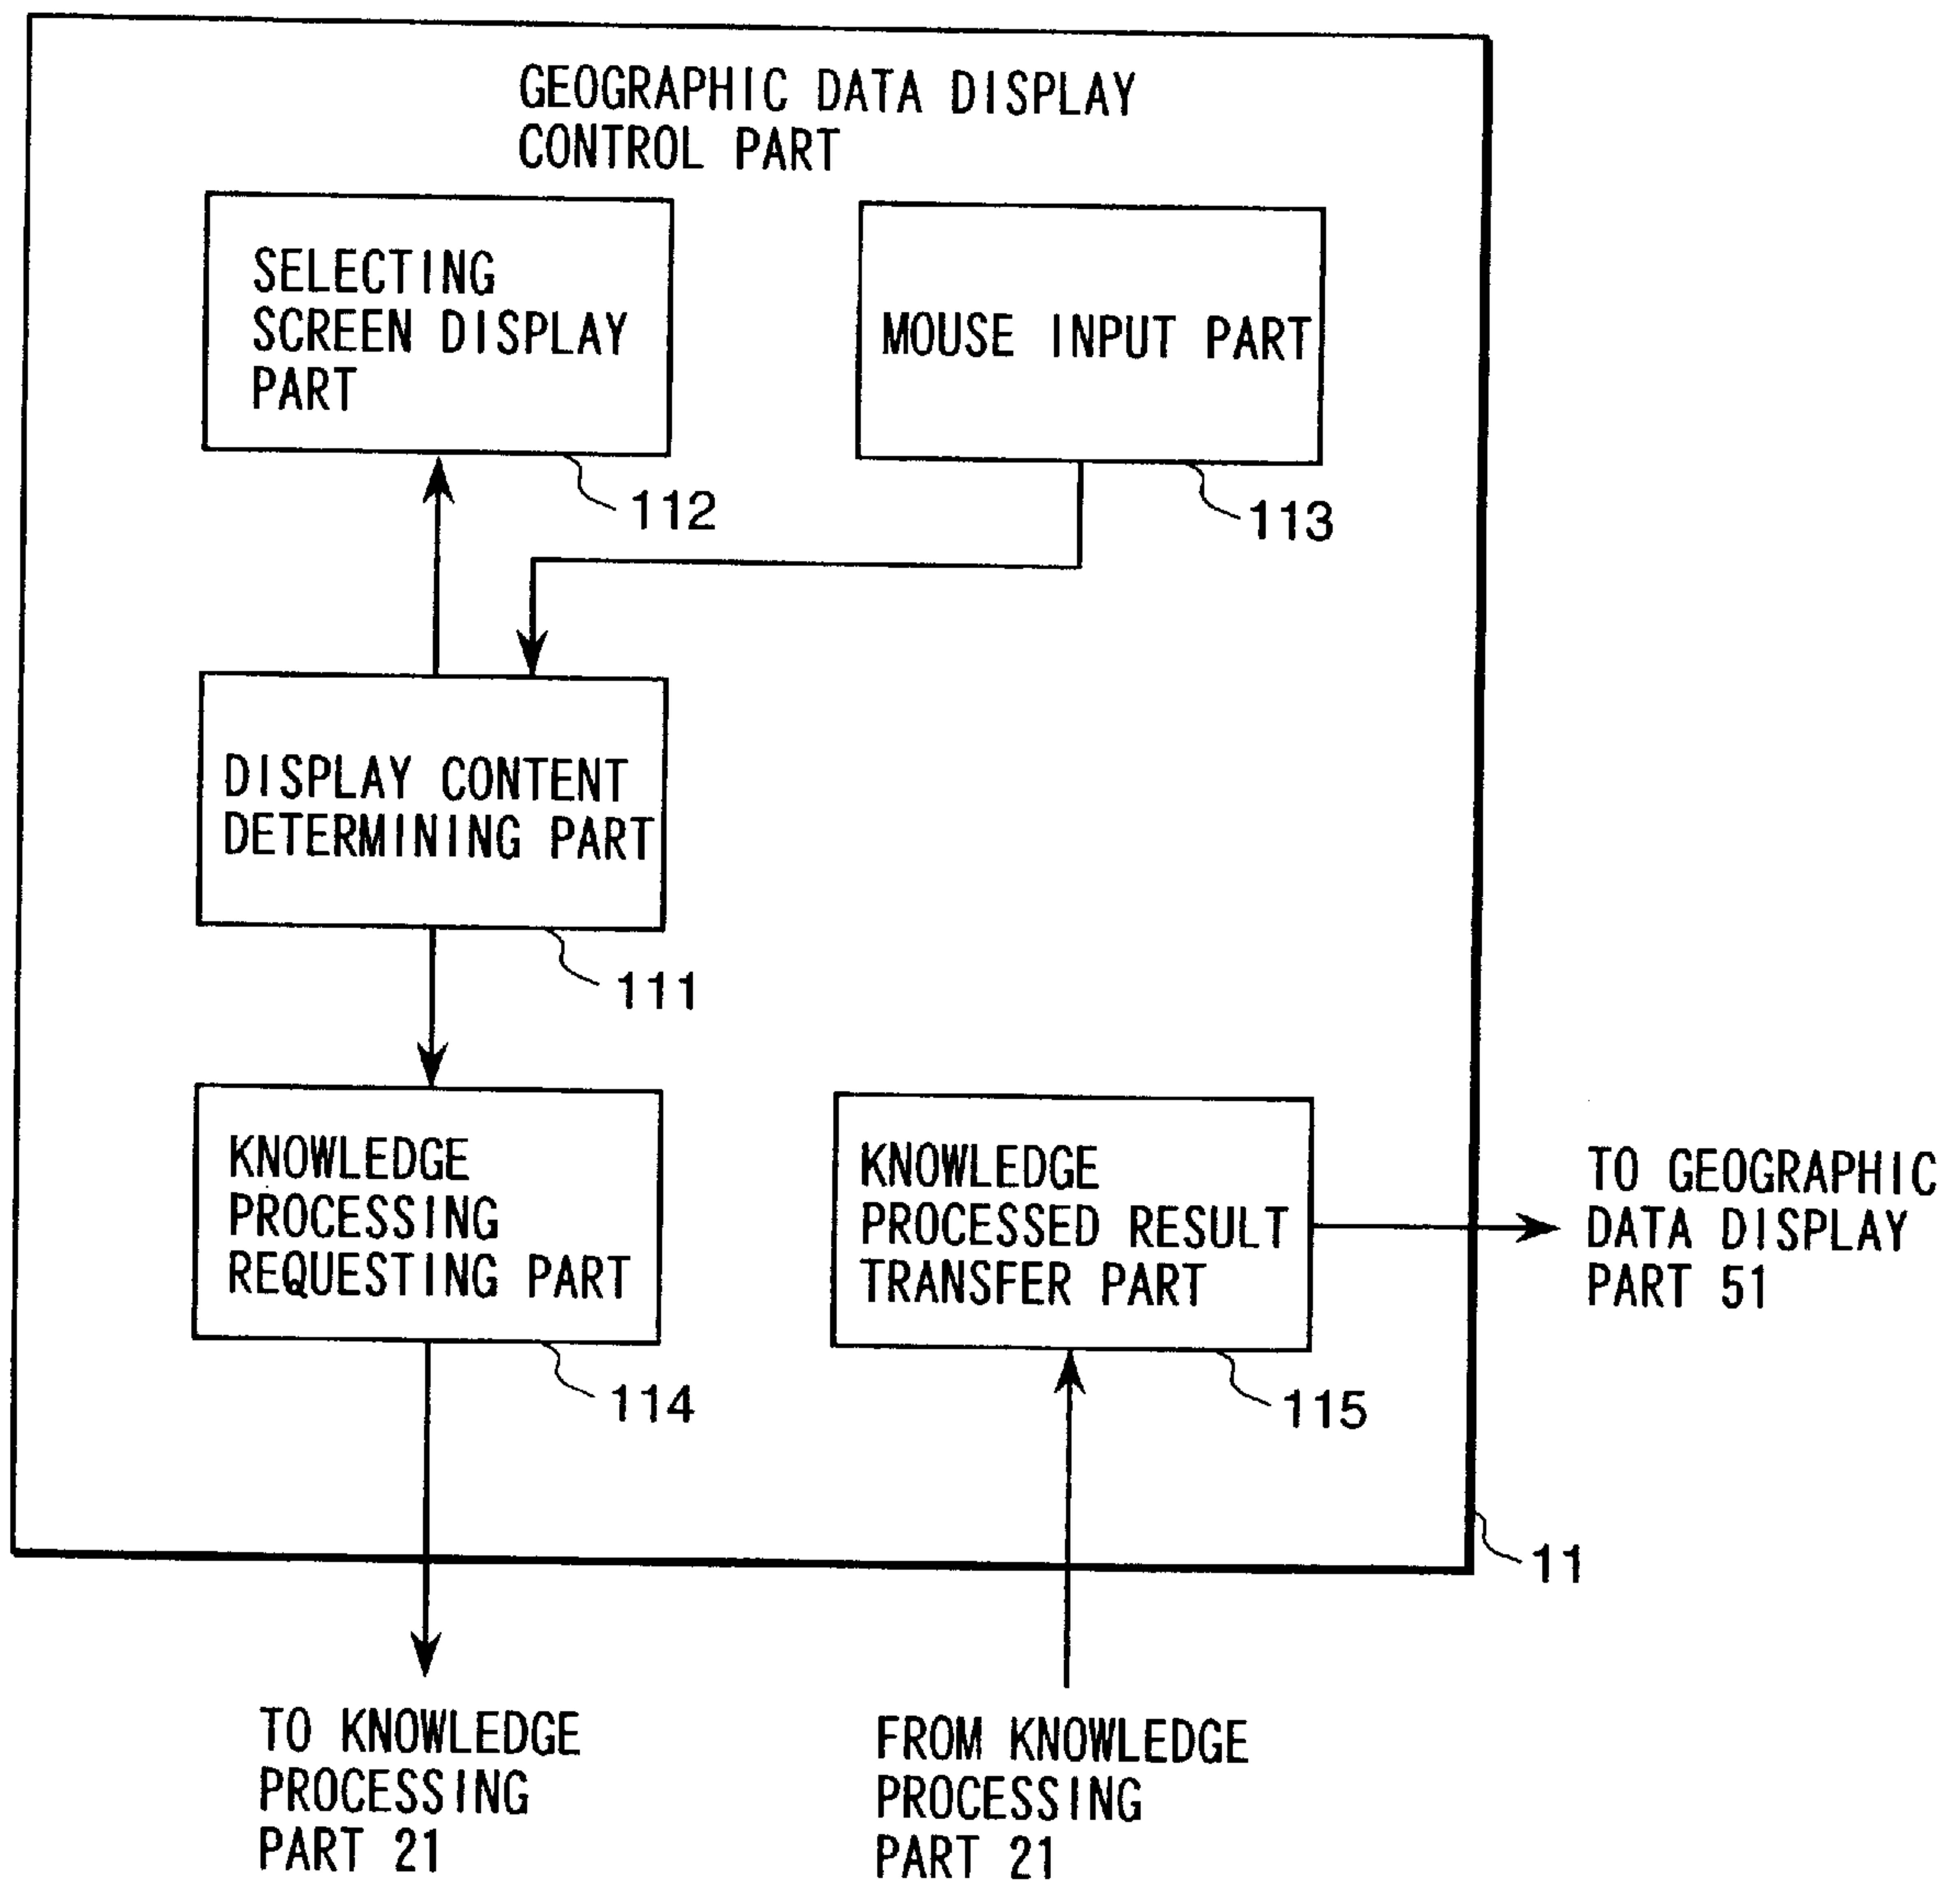 GEOGRAPHIC DATA DISPLAY
CONTROL PART
SELECTING
SCREEN DISPLAY
PART
112
MOUSE INPUT PART
113
DISPLAY CONTENT
DETERMINING PART
111
KNOWLEDGE
PROCESSING
REQUESTING PART
114
KNOWLEDGE
PROCESSED RESULT
TRANSFER PART
115
TO GEOGRAPHIC
DATA DISPLAY
PART 51
11
TO KNOWLEDGE
PROCESSING
PART 21
FROM KNOWLEDGE
PROCESSING
PART 21